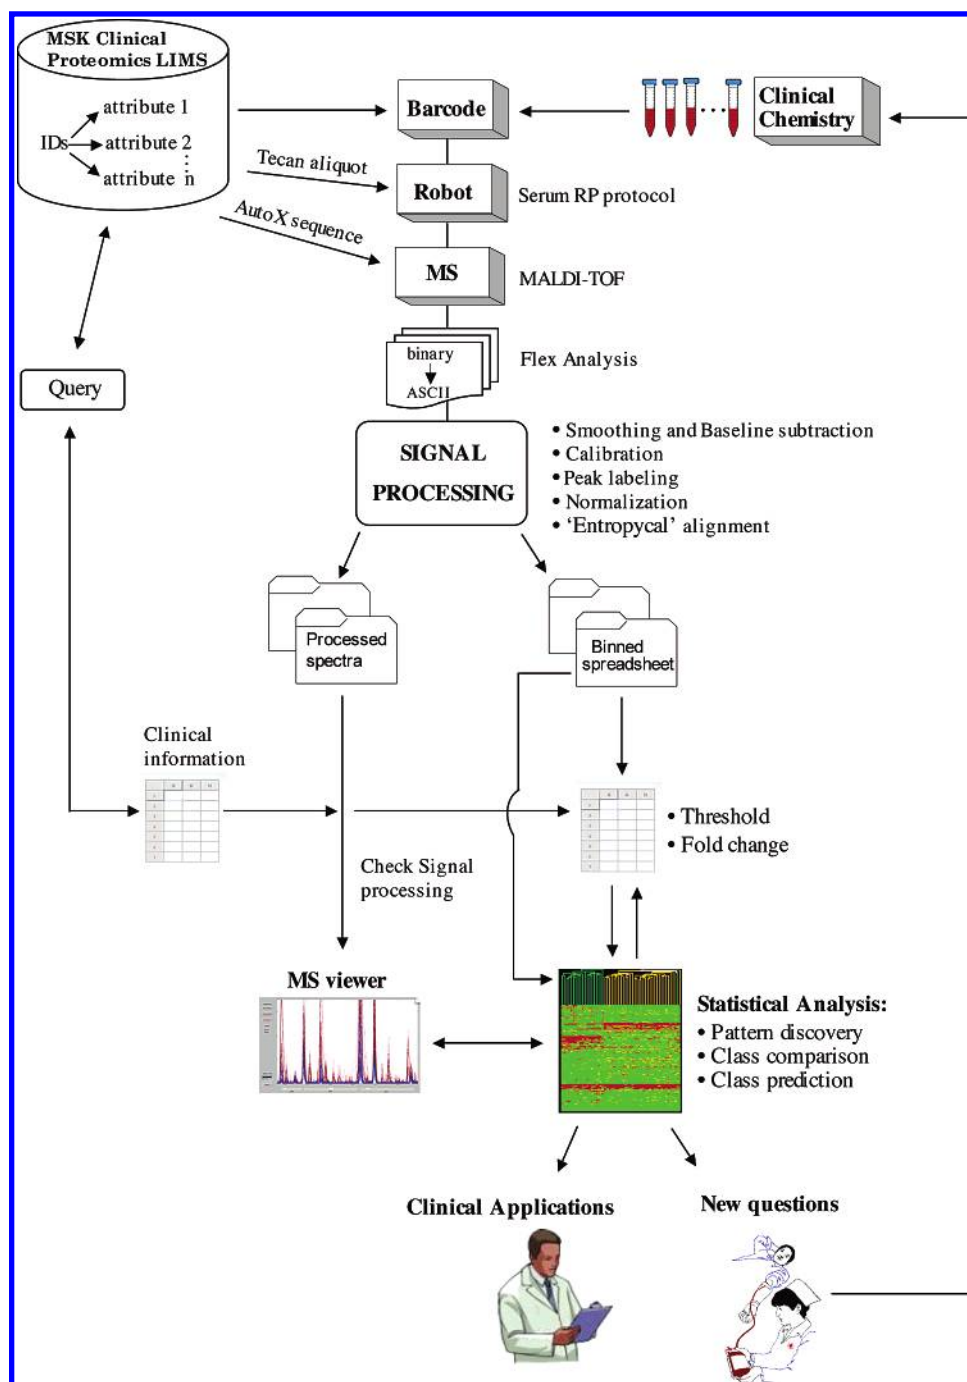 MSK Clinical
Proteomics LIMS
IDs
attribute 1
attribute 2
attribute n
Barcode
Clinical
Chemistry
Tecan aliquot
Robot
Serum RP protocol
AutoX sequence
MS
MALDI-TOF
binary
ASCII
Flex Analysis
Query
SIGNAL
PROCESSING
• Smoothing and Baseline subtraction
• Calibration
• Peak labeling
• Normalization
• ‘Entropycal’ alignment
Processed
spectra
Binned
spreadsheet
Clinical
information
• Threshold
• Fold change
Check Signal
processing
MS viewer
Statistical Analysis:
• Pattern discovery
• Class comparison
• Class prediction
Clinical Applications
New questions